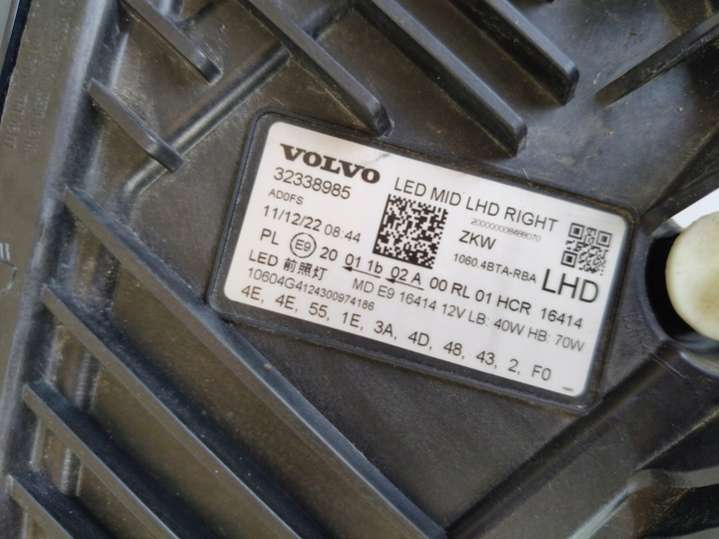 VOLVO LED MID LHD RIGHT
32338985
AD0FS
ZKW
11/12/22 08:44
1060.4BTA-RBA
PL E9 20 01 1b 02 A 00 RL 01 HCR 16414
LHD
LED 前照灯 MD E9 16414 12V LB: 40W HB: 70W
10604G4124300974186
4E, 4E, 55, 1E, 3A, 4D, 48, 43, 2, F0